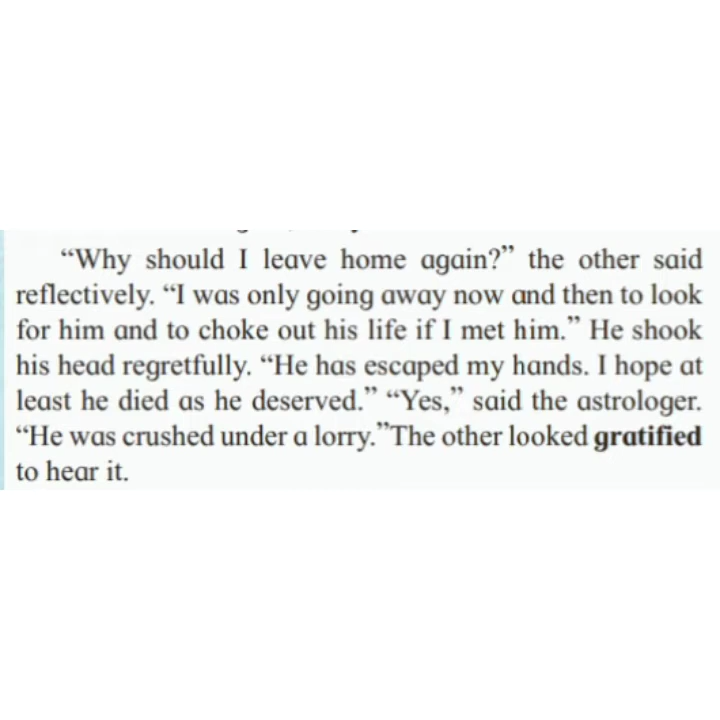 “Why should I leave home again?” the other said
reflectively. “I was only going away now and then to look
for him and to choke out his life if I met him.” He shook
his head regretfully. “He has escaped my hands. I hope at
least he died as he deserved.” “Yes,” said the astrologer.
“He was crushed under a lorry.”The other looked gratified
to hear it.